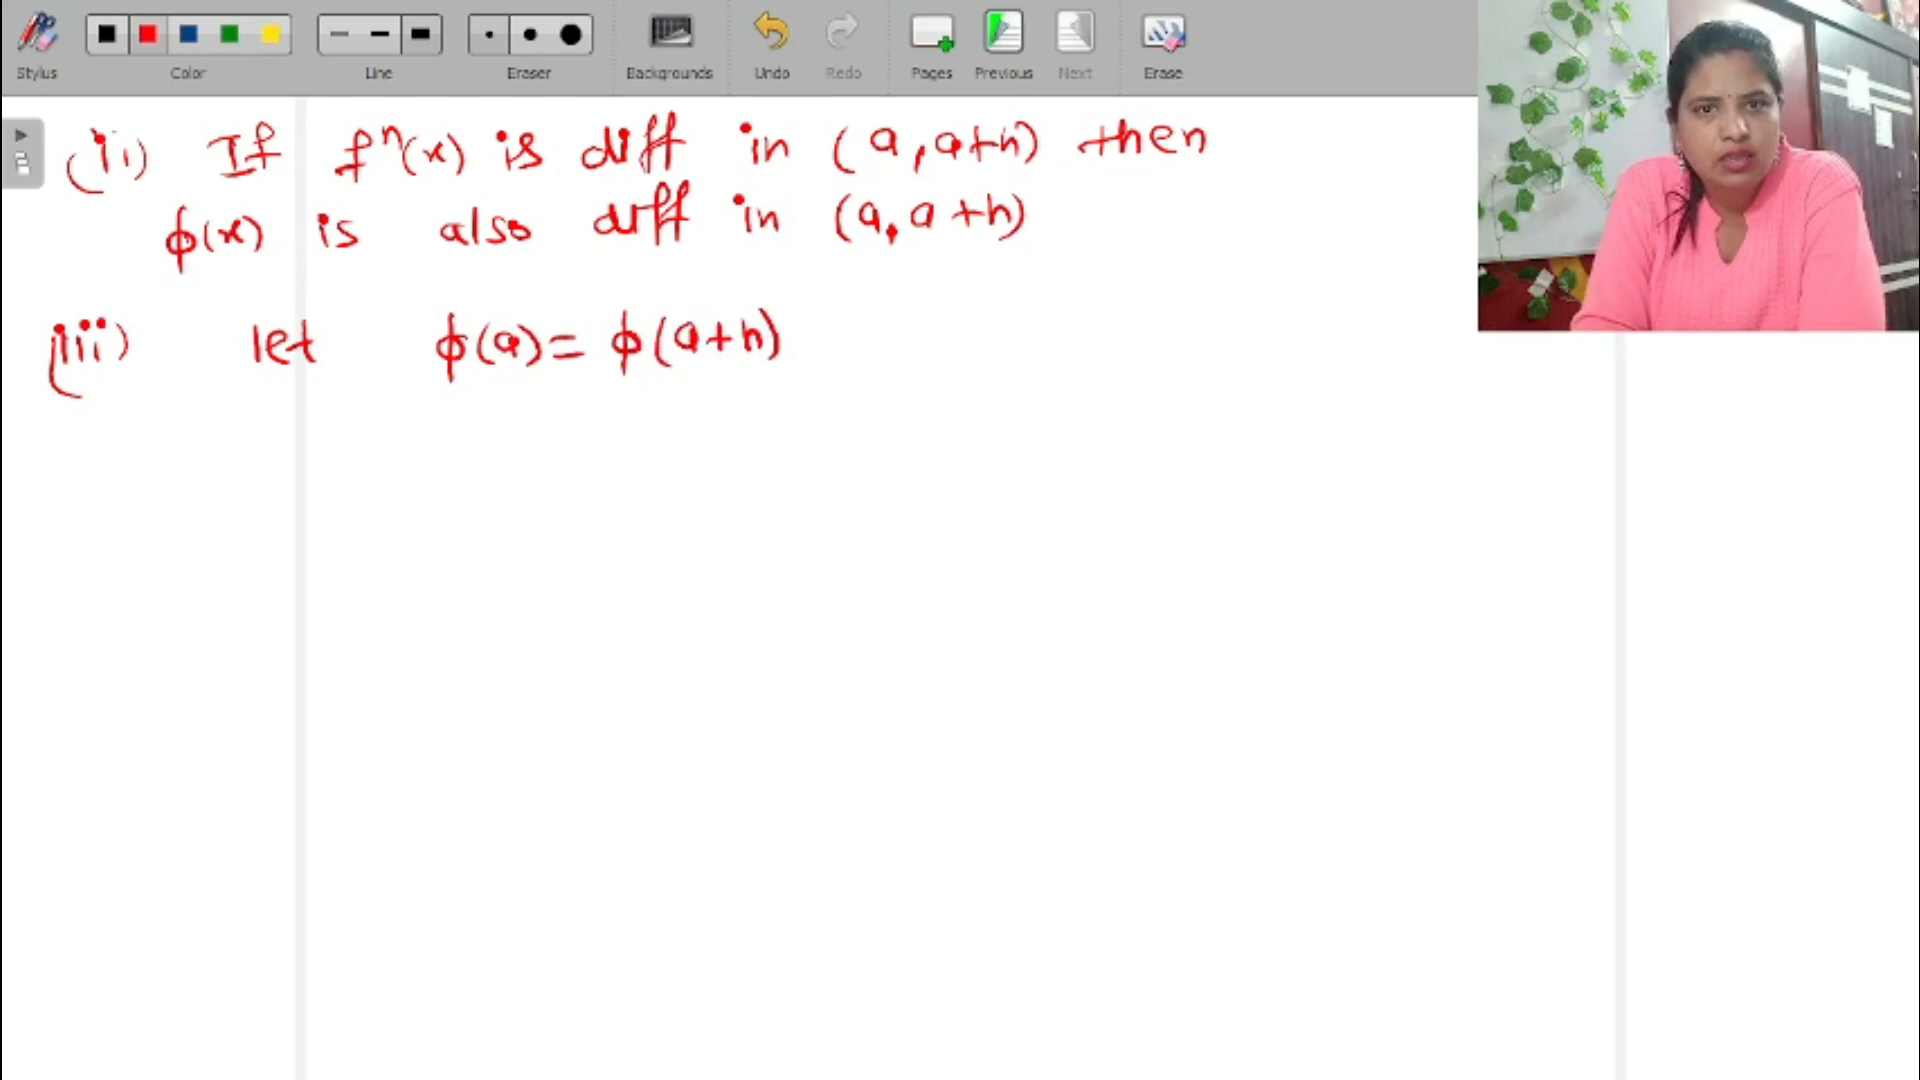 Stylus Color Line Eraser Backgrounds Undo Redo Pages Previous Next Erase
(ii) If fⁿ(x) is diff in (a, a+h) then
ϕ(x) is also diff in (a, a+h)
(iii) let ϕ(a) = ϕ(a+h)